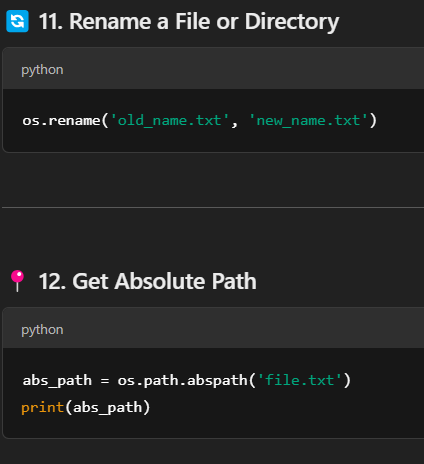 🔄 11. Rename a File or Directory
python
os.rename('old_name.txt', 'new_name.txt')
📍 12. Get Absolute Path
python
abs_path = os.path.abspath('file.txt')
print(abs_path)